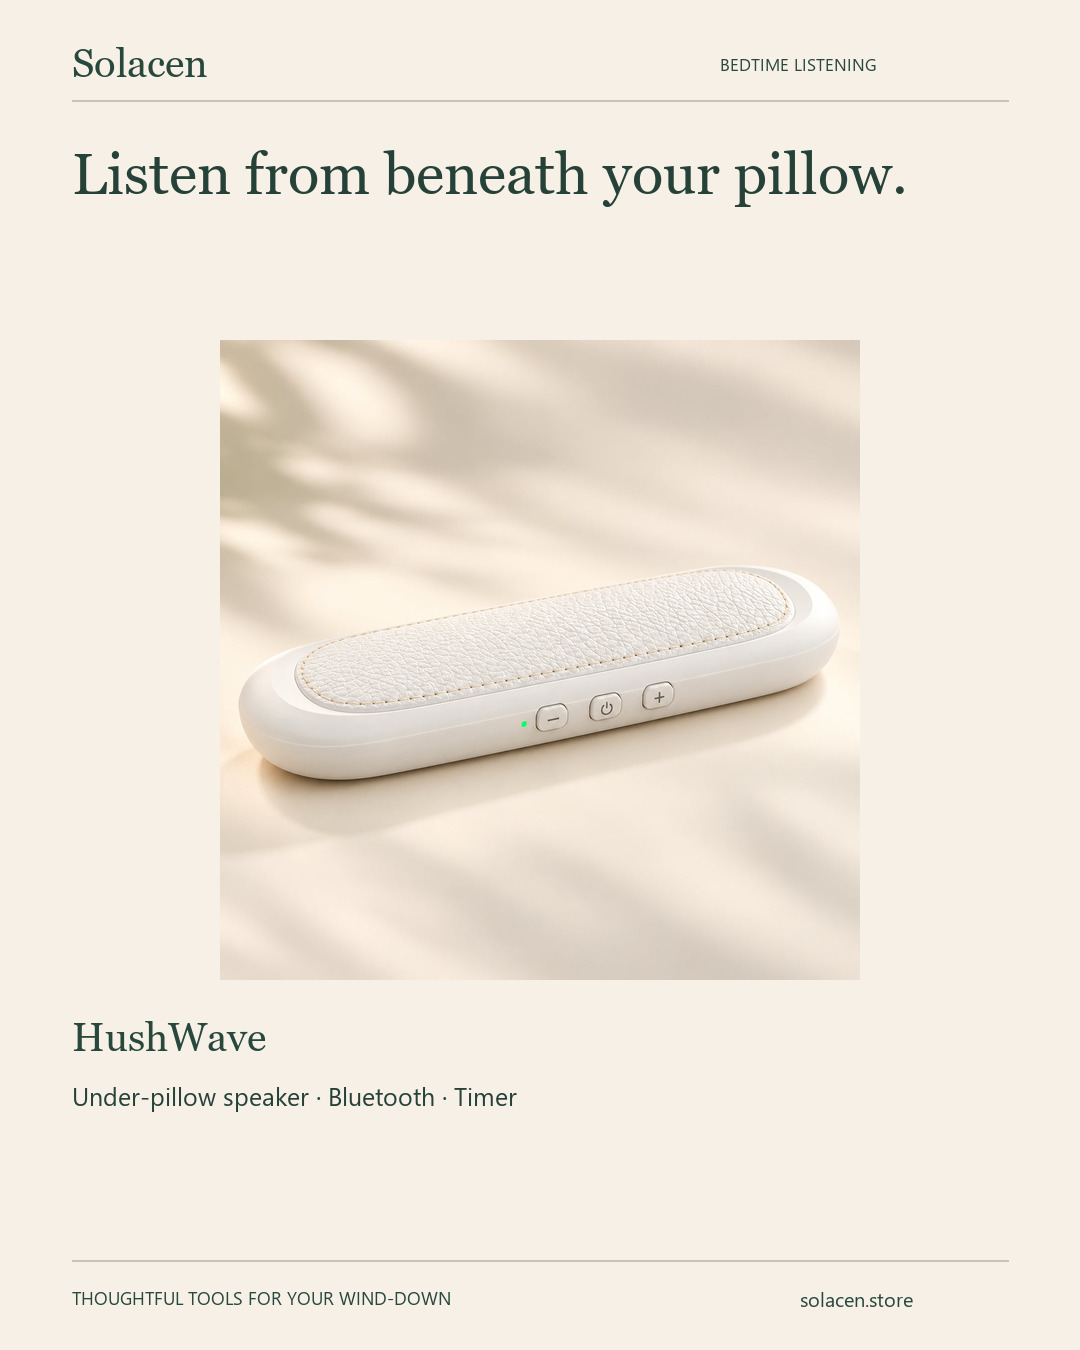 Solacen
BEDTIME LISTENING
Listen from beneath your pillow.
HushWave
Under-pillow speaker · Bluetooth · Timer
THOUGHTFUL TOOLS FOR YOUR WIND-DOWN
solacen.store